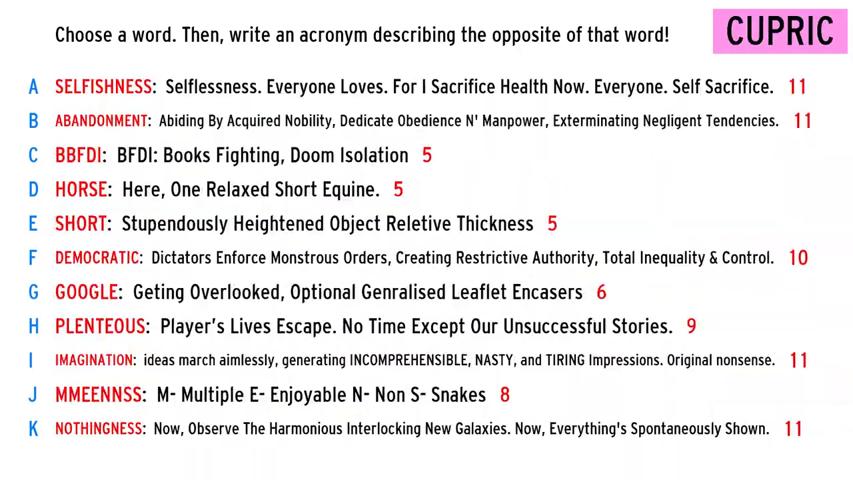 Choose a word. Then, write an acronym describing the opposite of that word! CUPRIC
A SELFISHNESS: Selflessness. Everyone Loves. For I Sacrifice Health Now. Everyone. Self Sacrifice. 11
B ABANDONMENT: Abiding By Acquired Nobility, Dedicate Obedience N' Manpower, Exterminating Negligent Tendencies. 11
C BBFDI: BFDI: Books Fighting, Doom Isolation 5
D HORSE: Here, One Relaxed Short Equine. 5
E SHORT: Stupendously Heightened Object Reletive Thickness 5
F DEMOCRATIC: Dictators Enforce Monstrous Orders, Creating Restrictive Authority, Total Inequality & Control. 10
G GOOGLE: Geting Overlooked, Optional Genralised Leaflet Encasers 6
H PLENTEOUS: Player's Lives Escape. No Time Except Our Unsuccessful Stories. 9
I IMAGINATION: ideas march aimlessly, generating INCOMPREHENSIBLE, NASTY, and TIRING Impressions. Original nonsense. 11
J MMEENNSS: M- Multiple E- Enjoyable N- Non S- Snakes 8
K NOTHINGNESS: Now, Observe The Harmonious Interlocking New Galaxies. Now, Everything's Spontaneously Shown. 11